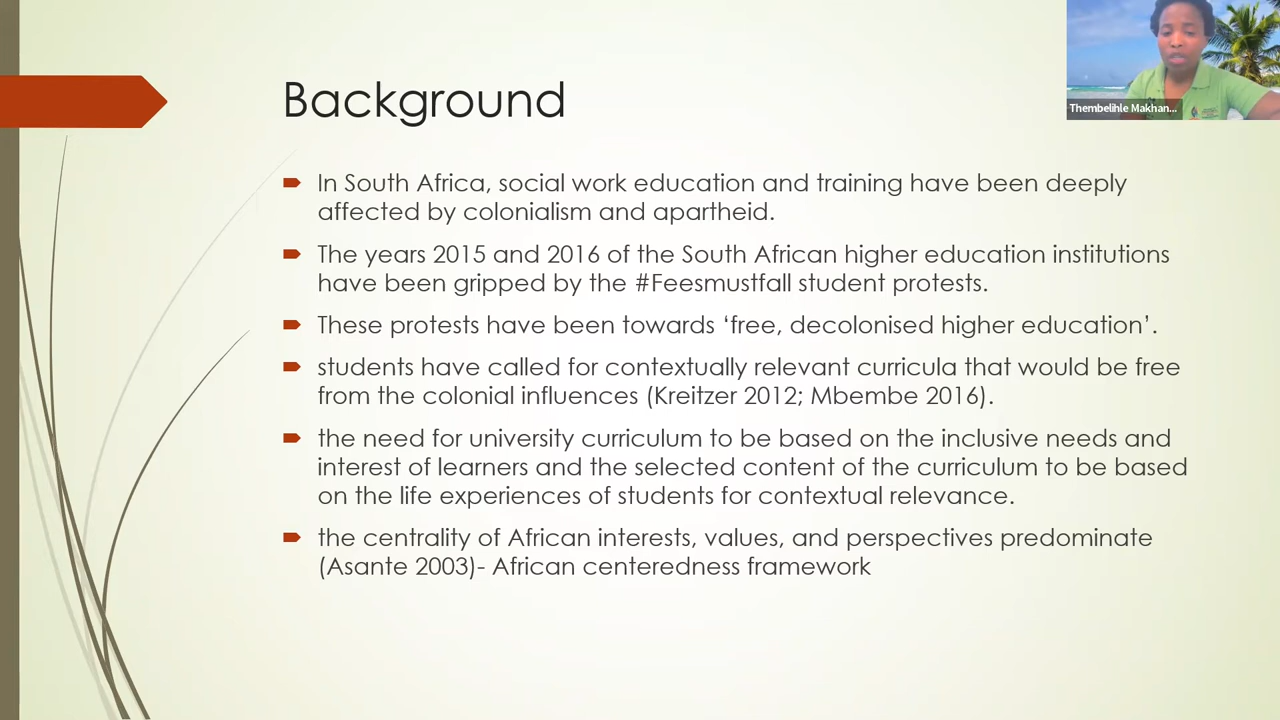 Background
Thembelihle Makhan...
In South Africa, social work education and training have been deeply
affected by colonialism and apartheid.
The years 2015 and 2016 of the South African higher education institutions
have been gripped by the #Feesmustfall student protests.
These protests have been towards ‘free, decolonised higher education’.
students have called for contextually relevant curricula that would be free
from the colonial influences (Kreitzer 2012; Mbembe 2016).
the need for university curriculum to be based on the inclusive needs and
interest of learners and the selected content of the curriculum to be based
on the life experiences of students for contextual relevance.
the centrality of African interests, values, and perspectives predominate
(Asante 2003)- African centeredness framework